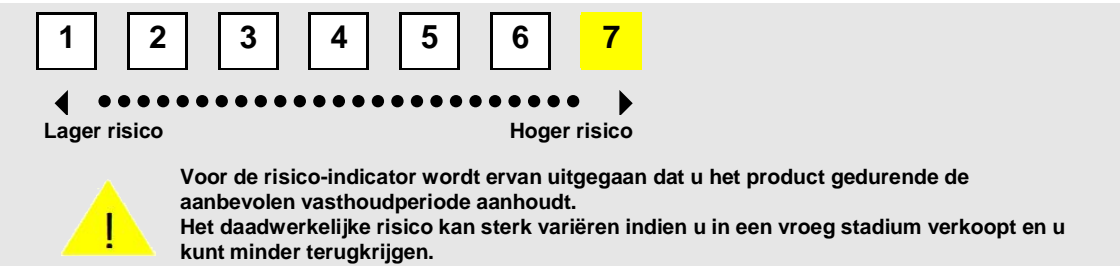 1 2 3 4 5 6 7
Lager risico Hoger risico
Voor de risico-indicator wordt ervan uitgegaan dat u het product gedurende de
aanbevolen vasthoudperiode aanhoudt.
Het daadwerkelijke risico kan sterk variëren indien u in een vroeg stadium verkoopt en u
kunt minder terugkrijgen.
!